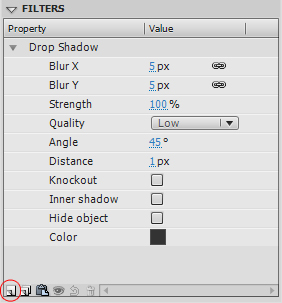 FILTERS
Property Value
Drop Shadow
Blur X 5 px
Blur Y 5 px
Strength 100 %
Quality Low
Angle 45 °
Distance 1 px
Knockout
Inner shadow
Hide object
Color